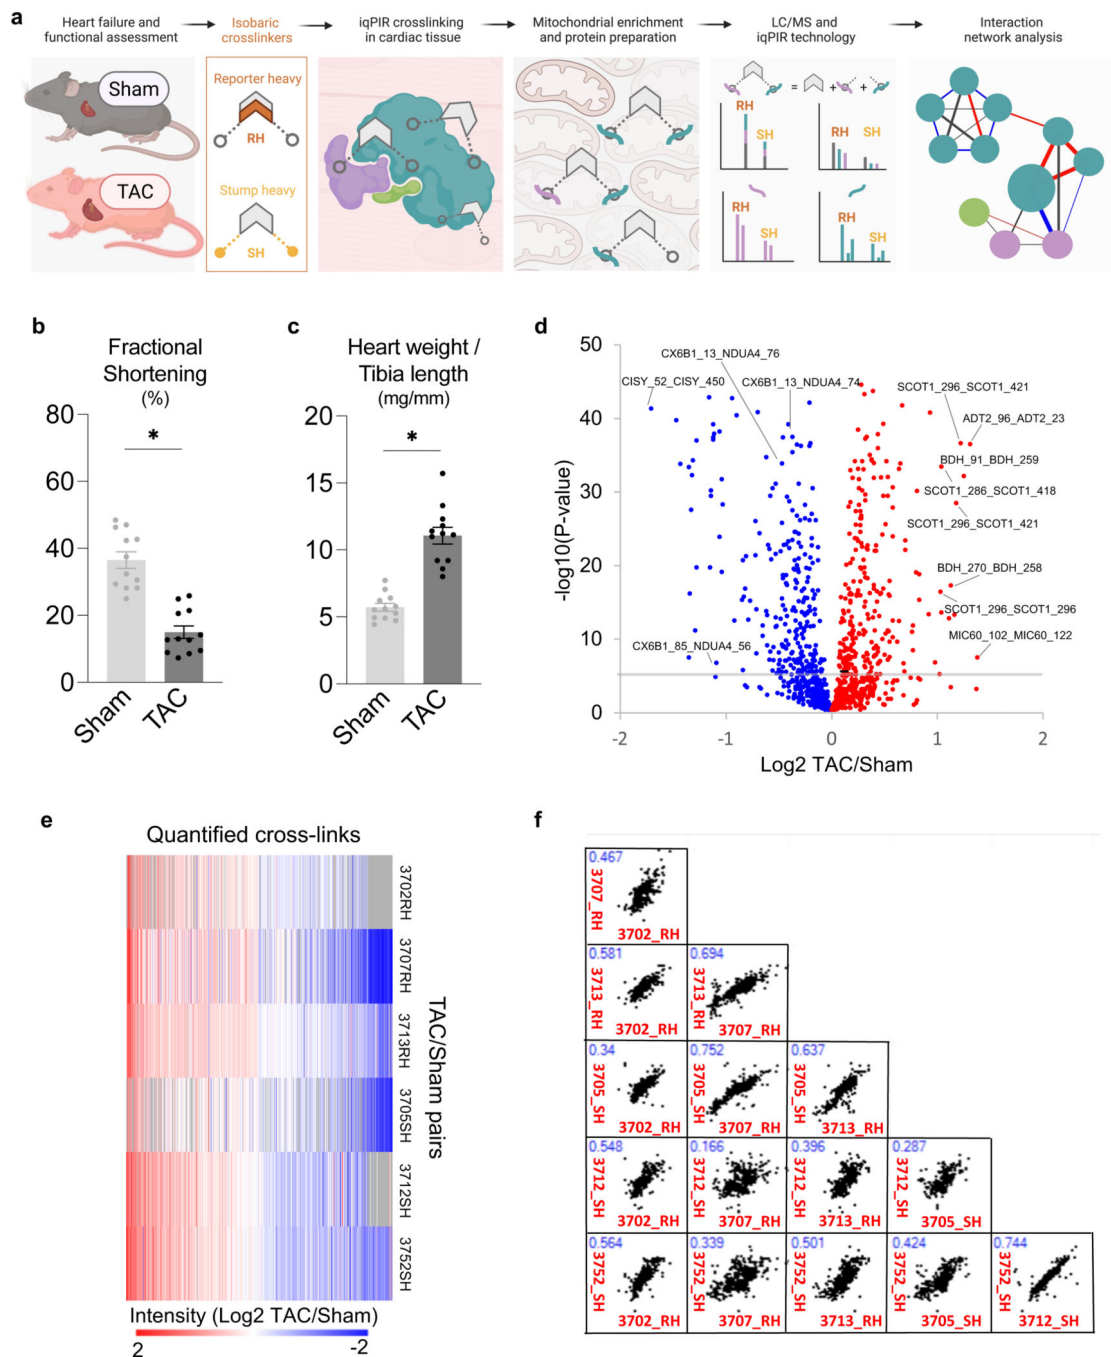 a
Heart failure and
functional assessment
Isobaric
crosslinkers
iqPIR crosslinking
in cardiac tissue
Mitochondrial enrichment
and protein preparation
LC/MS and
iqPIR technology
Interaction
network analysis
Sham
TAC
Reporter heavy
RH
Stump heavy
SH
= + +
RH
SH
RH SH
RH
SH
RH
SH
b
Fractional
Shortening
(%)
80
60
40
20
0
*
Sham
TAC
c
Heart weight /
Tibia length
(mg/mm)
20
15
10
5
0
*
Sham
TAC
d
-log10(P-value)
50
40
30
20
10
0
-2 -1 0 1 2
Log2 TAC/Sham
CX6B1_13_NDUA4_76
CISY_52_CISY_450
CX6B1_13_NDUA4_74
SCOT1_296_SCOT1_421
ADT2_96_ADT2_23
BDH_91_BDH_259
SCOT1_286_SCOT1_418
SCOT1_296_SCOT1_421
BDH_270_BDH_258
SCOT1_296_SCOT1_296
MIC60_102_MIC60_122
CX6B1_85_NDUA4_56
e
Quantified cross-links
3702RH
3707RH
3713RH
3705SH
3712SH
3752SH
TAC/Sham pairs
Intensity (Log2 TAC/Sham)
2 -2
f
0.467
3707_RH
3702_RH
0.581 0.694
3713_RH 3713_RH
3702_RH 3707_RH
0.34 0.752 0.637
3705_SH 3705_SH 3705_SH
3702_RH 3707_RH 3713_RH
0.548 0.166 0.396 0.287
3712_SH 3712_SH 3712_SH 3712_SH
3702_RH 3707_RH 3713_RH 3705_SH
0.564 0.339 0.501 0.424 0.744
3752_SH 3752_SH 3752_SH 3752_SH 3752_SH
3702_RH 3707_RH 3713_RH 3705_SH 3712_SH